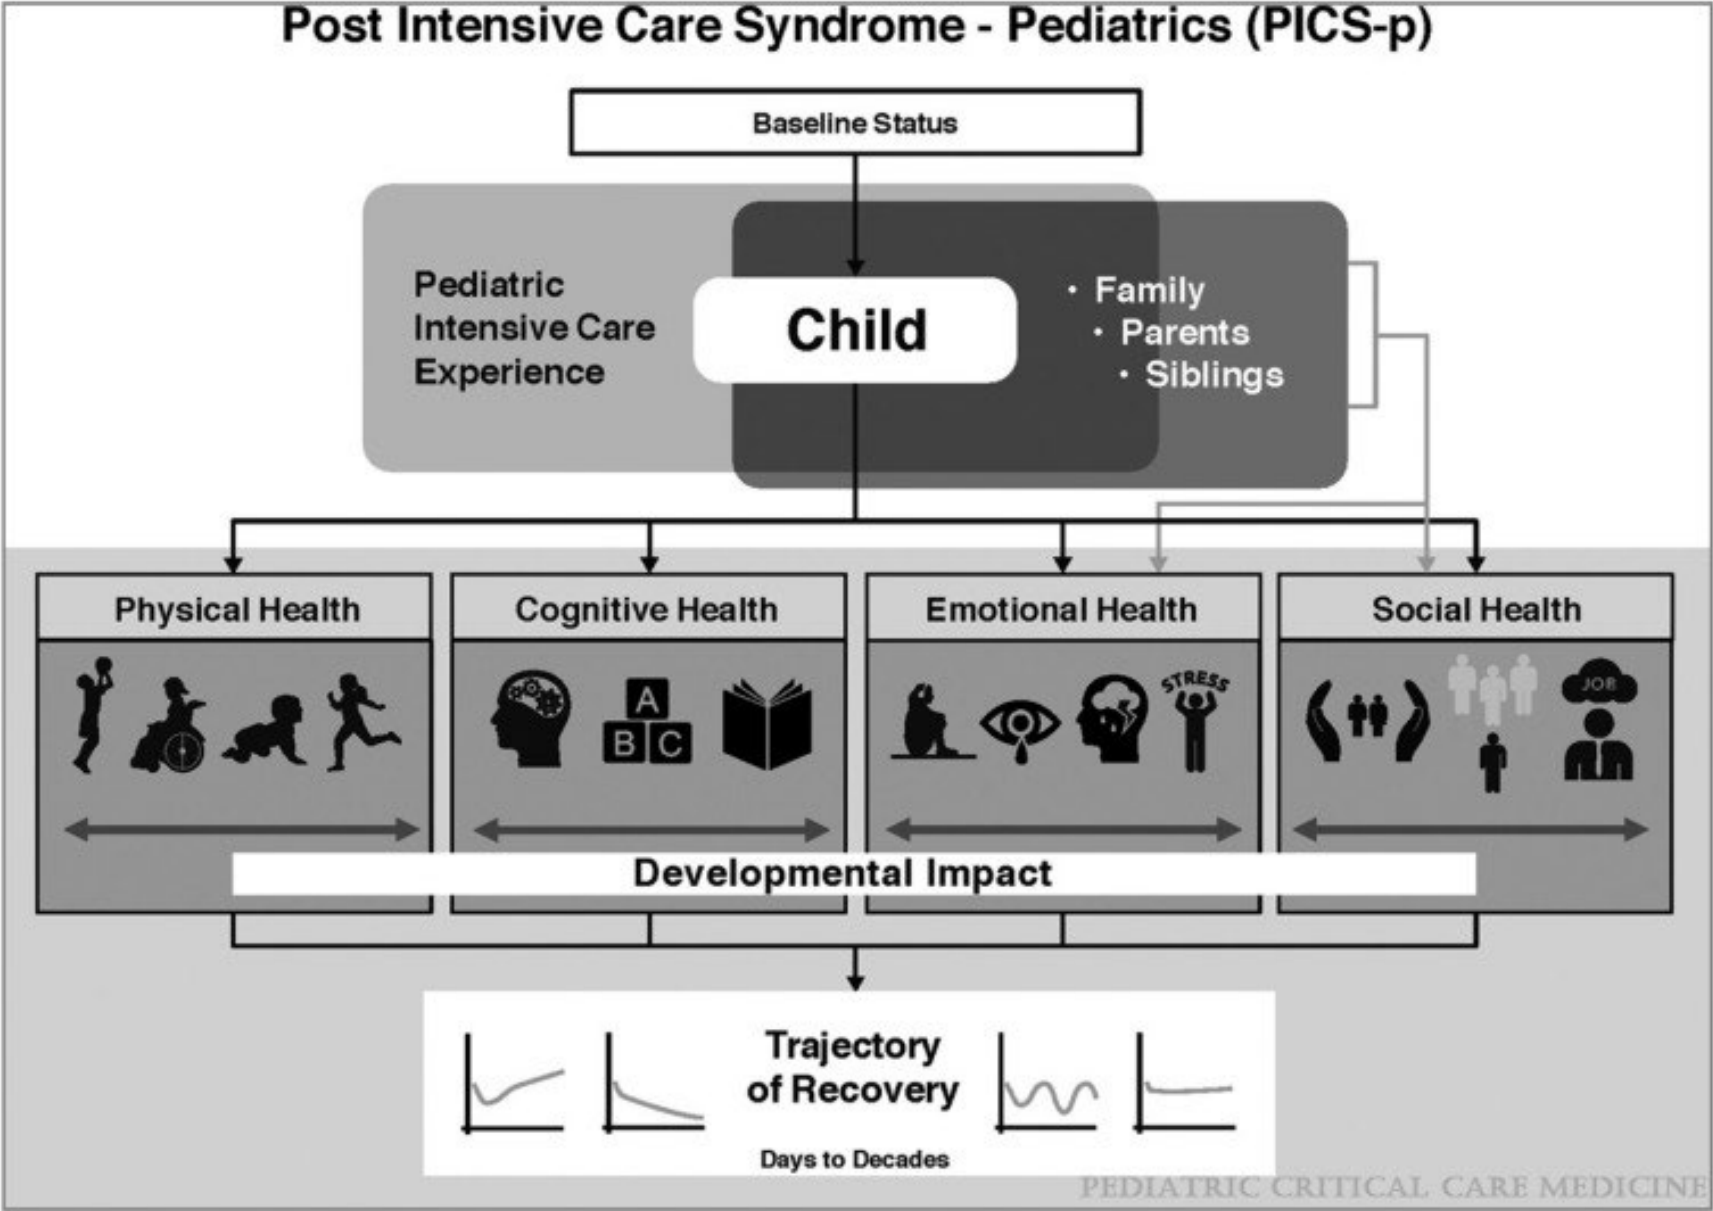 Post Intensive Care Syndrome - Pediatrics (PICS-p)
Baseline Status
Pediatric
Intensive Care
Experience
Child
• Family
• Parents
• Siblings
Physical Health
Cognitive Health
Emotional Health
Social Health
A
B C
STRESS
JOB
Developmental Impact
Trajectory
of Recovery
Days to Decades
PEDIATRIC CRITICAL CARE MEDICINE